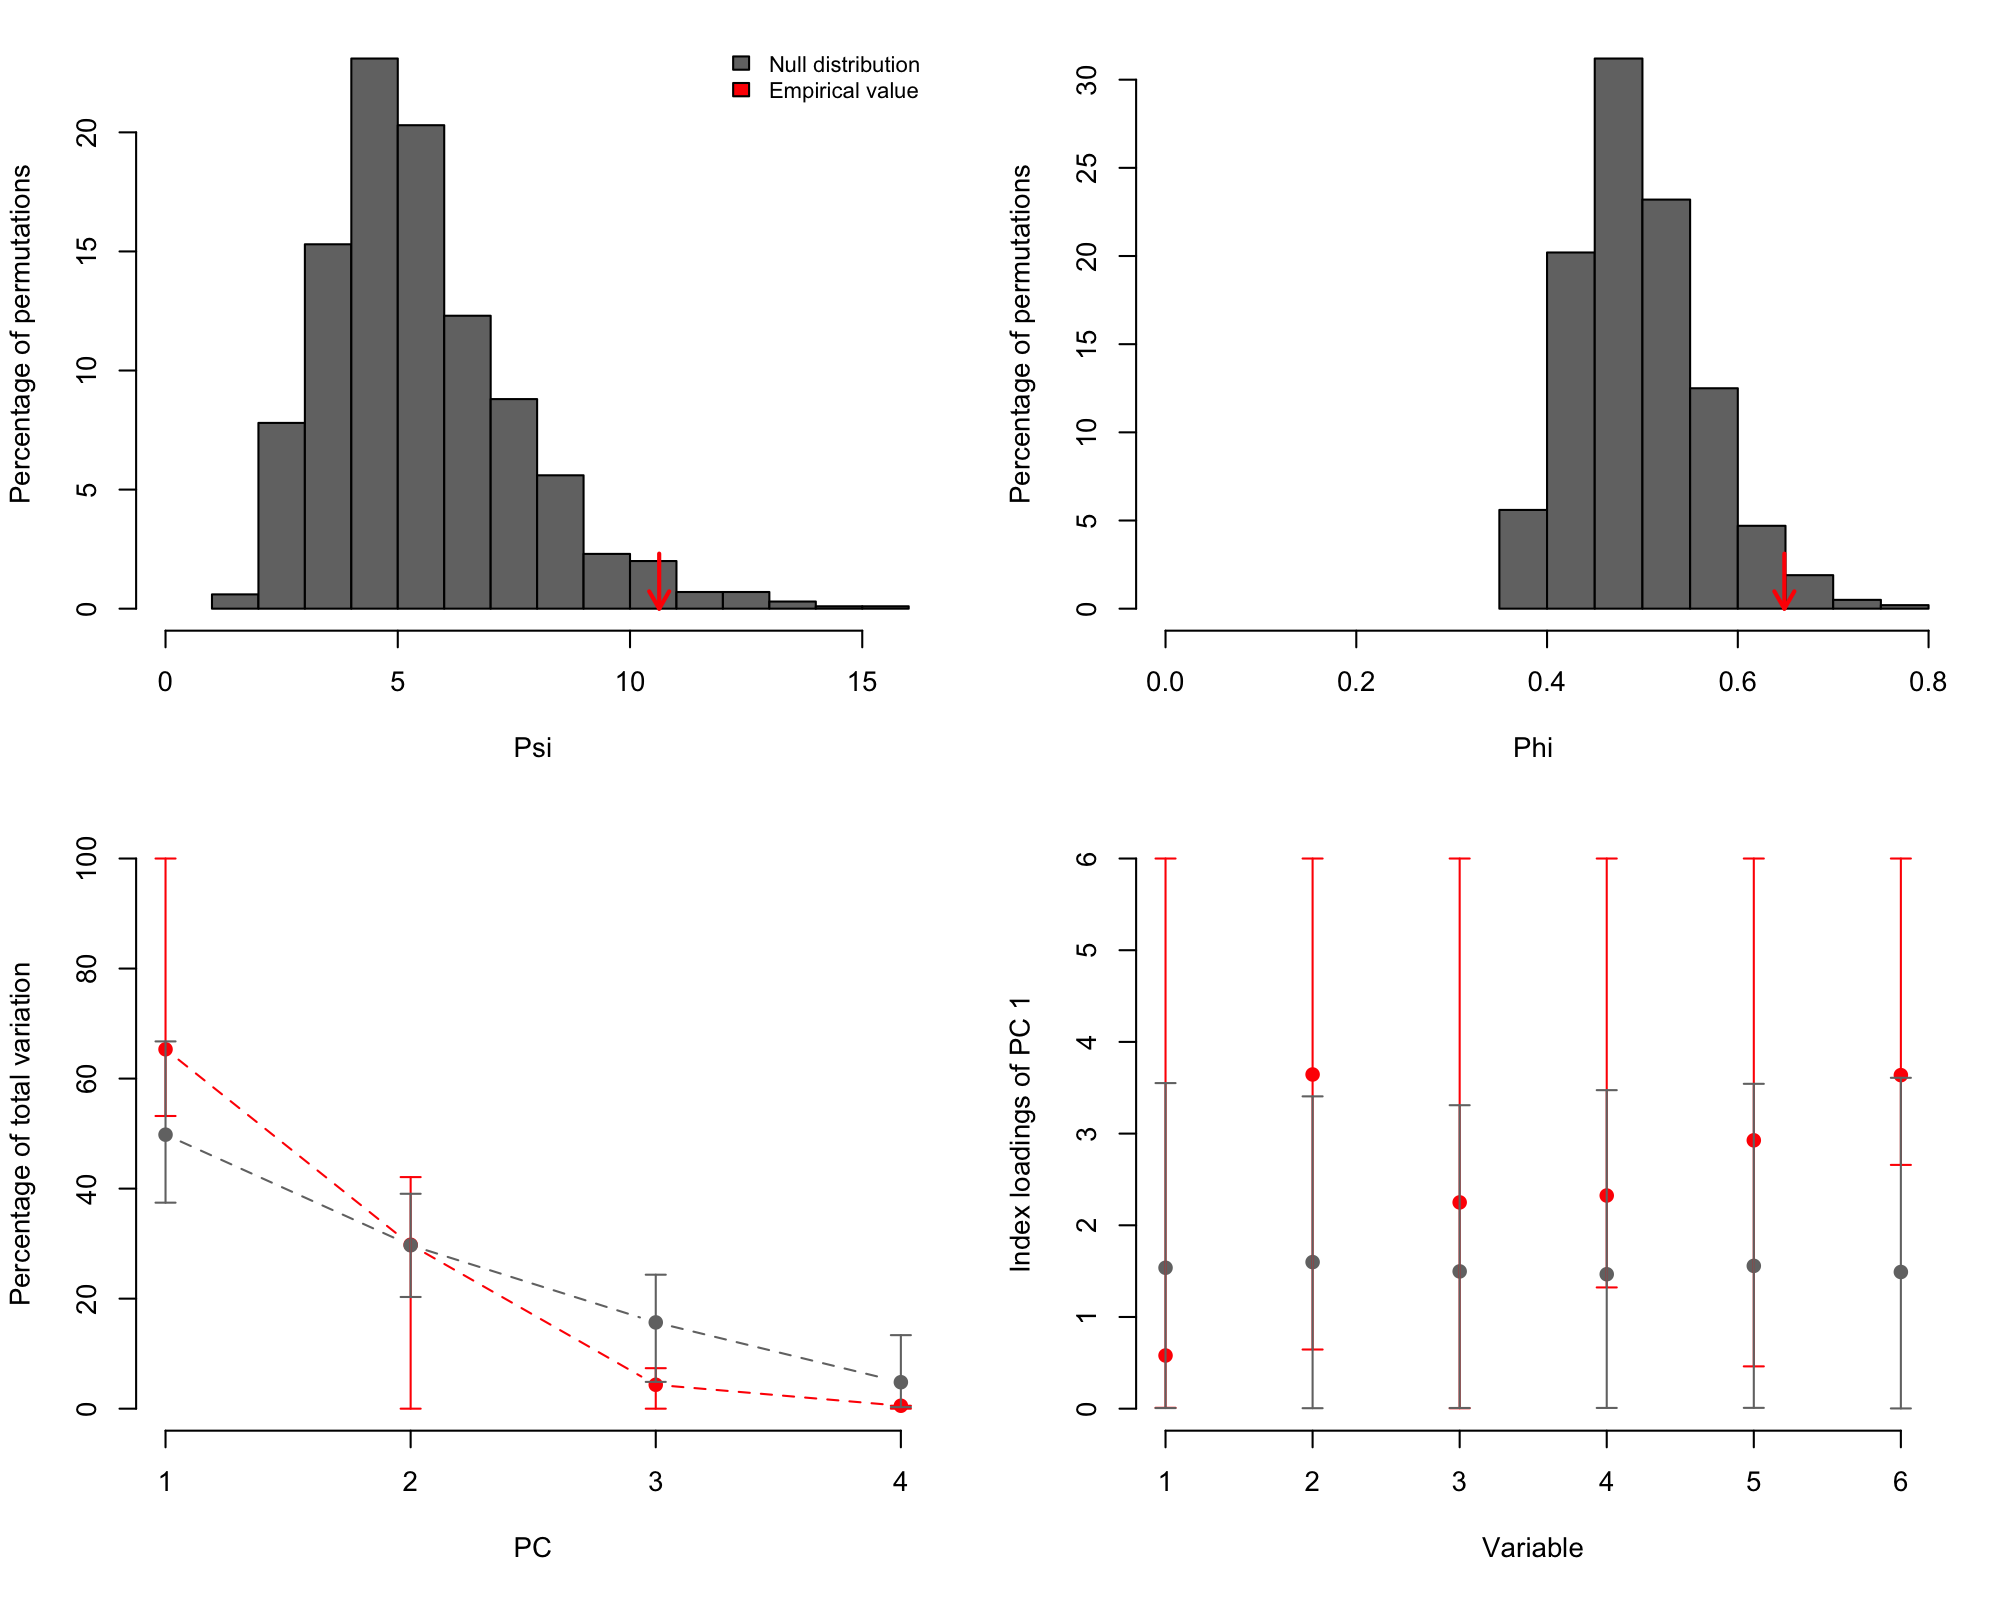 Null distribution
Empirical value
Percentage of permutations
0 5 10 15 20
0 5 10 15
Psi
Percentage of permutations
0 5 10 15 20 25 30
0.0 0.2 0.4 0.6 0.8
Phi
Percentage of total variation
0 20 40 60 80 100
1 2 3 4
PC
Index loadings of PC 1
0 1 2 3 4 5 6
1 2 3 4 5 6
Variable